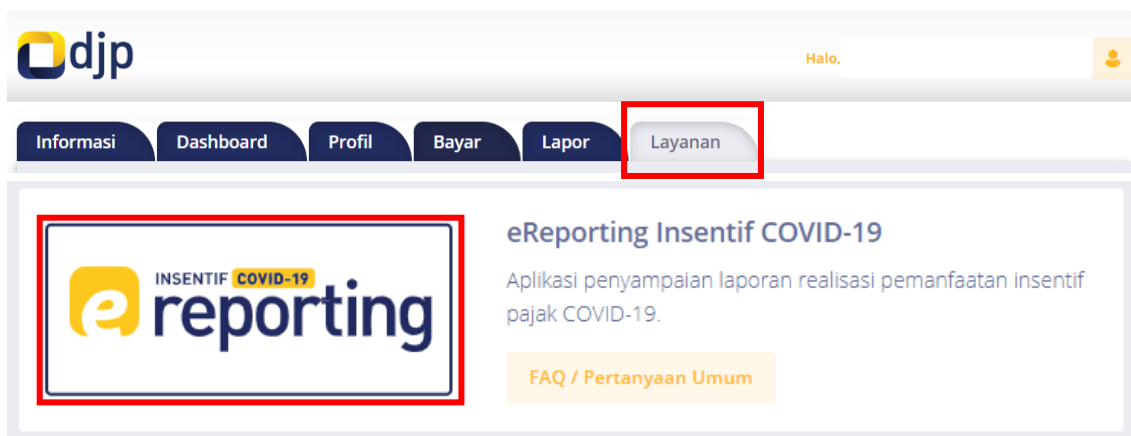 djp
Halo,
Informasi Dashboard Profil Bayar Lapor Layanan
INSENTIF COVID-19
e reporting
eReporting Insentif COVID-19
Aplikasi penyampaian laporan realisasi pemanfaatan insentif
pajak COVID-19.
FAQ / Pertanyaan Umum